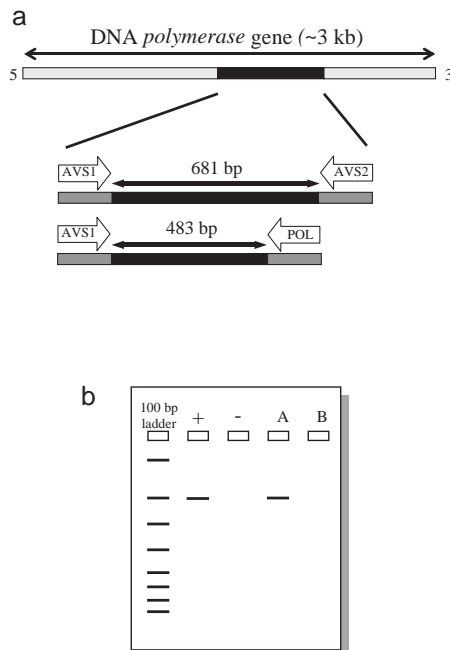 a
DNA polymerase gene (~3 kb)
5 3
AVS1 681 bp AVS2
AVS1 483 bp POL
b
100 bp
ladder + - A B